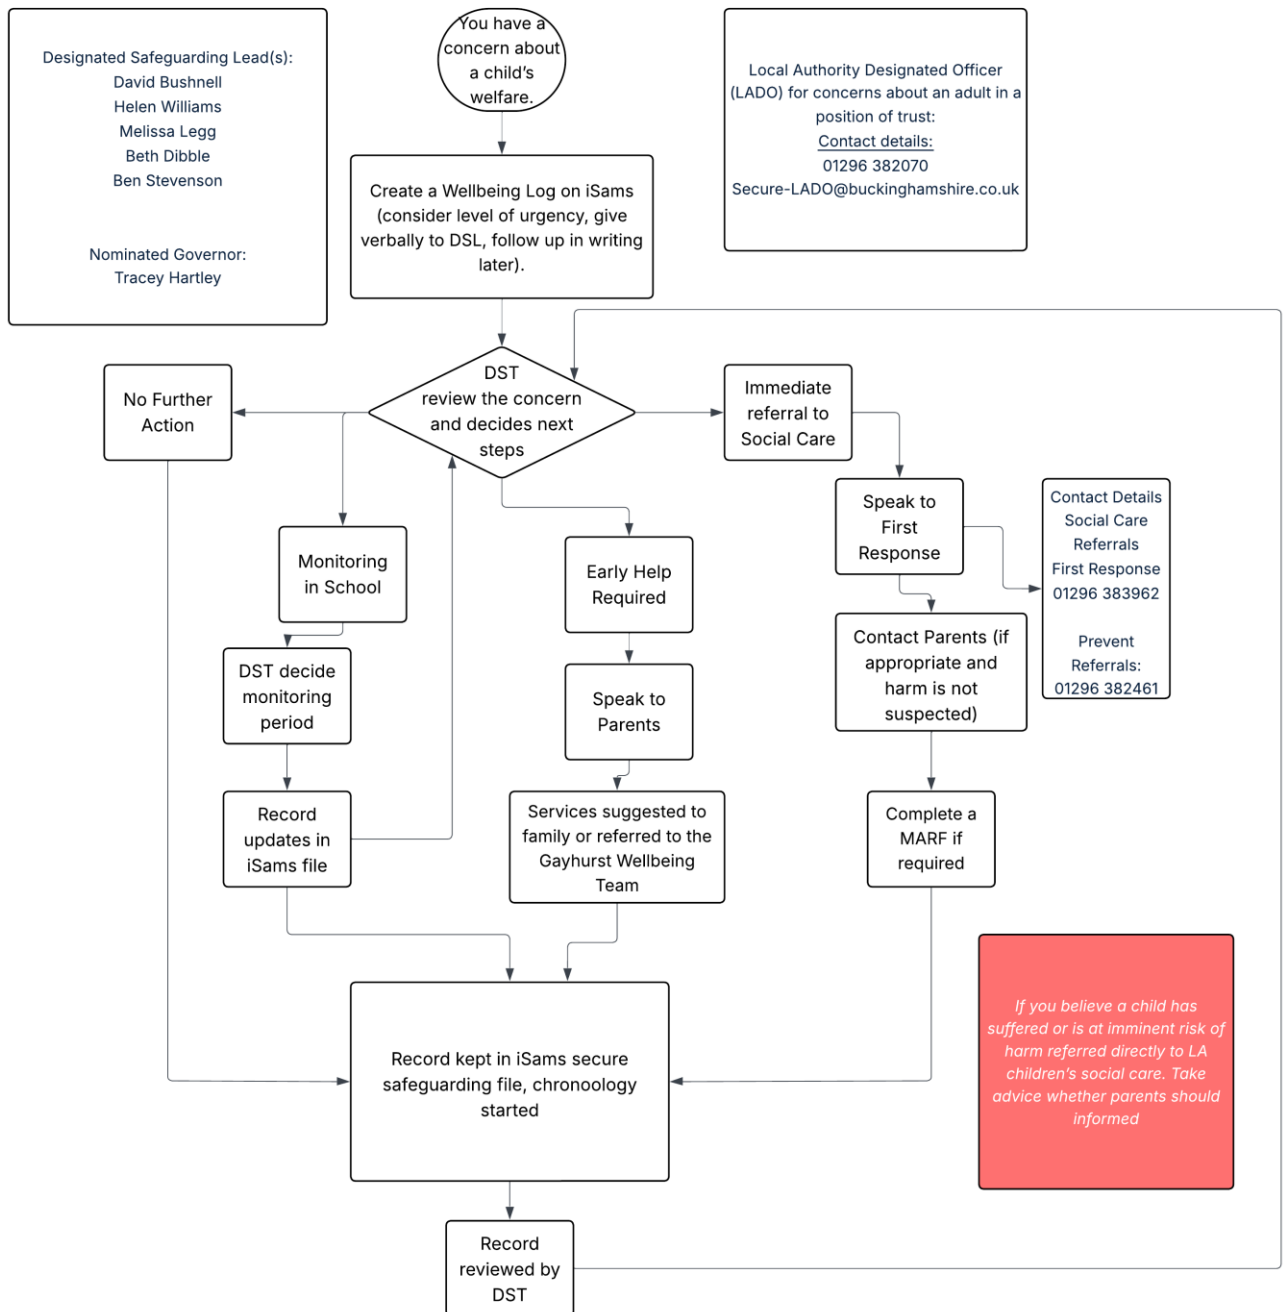 Designated Safeguarding Lead(s):
David Bushnell
Helen Williams
Melissa Legg
Beth Dibble
Ben Stevenson
Nominated Governor:
Tracey Hartley
You have a
concern about
a child's
welfare.
Local Authority Designated Officer
(LADO) for concerns about an adult in a
position of trust:
Contact details:
01296 382070
Secure-LADO@buckinghamshire.co.uk
Create a Wellbeing Log on iSams
(consider level of urgency, give
verbally to DSL, follow up in writing
later).
DST
review the concern
and decides next
steps
No Further
Action
Immediate
referral to
Social Care
Monitoring
in School
Early Help
Required
Speak to
First
Response
Contact Details
Social Care
Referrals
First Response
01296 383962
Prevent
Referrals:
01296 382461
DST decide
monitoring
period
Speak to
Parents
Contact Parents (if
appropriate and
harm is not
suspected)
Record
updates in
iSams file
Services suggested to
family or referred to the
Gayhurst Wellbeing
Team
Complete a
MARF if
required
Record kept in iSams secure
safeguarding file, chronoology
started
If you believe a child has
suffered or is at imminent risk of
harm referred directly to LA
children's social care. Take
advice whether parents should
informed
Record
reviewed by
DST